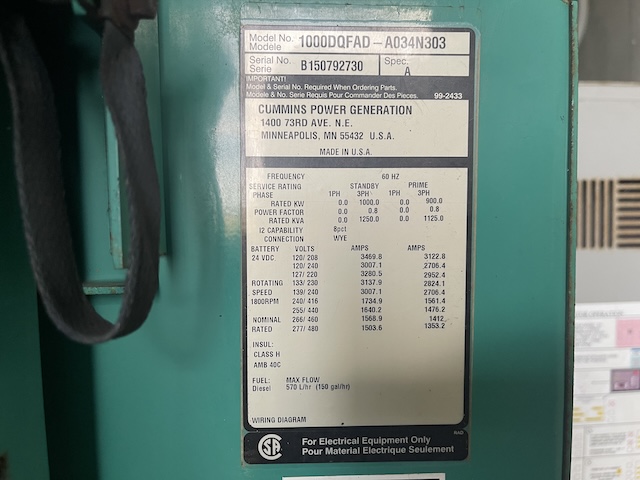 Model No. 1000DQFAD – A034N303
Modele
Serial No. B150792730 Spec.
Serie A
IMPORTANT!
Model & Serial No. Required When Ordering Parts.
Modele & No. Serie Requis Pour Commander Des Pieces. 99-2433
CUMMINS POWER GENERATION
1400 73RD AVE. N.E.
MINNEAPOLIS, MN 55432 U.S.A.
MADE IN U.S.A.
FREQUENCY 60 HZ
SERVICE RATING STANDBY PRIME
PHASE 1PH 3PH 1PH 3PH
RATED KW 0.0 1000.0 0.0 900.0
POWER FACTOR 0.0 0.8 0.0 0.8
RATED KVA 0.0 1250.0 0.0 1125.0
I2 CAPABILITY 8pct
CONNECTION WYE
BATTERY VOLTS AMPS AMPS
24 VDC 120/208 3469.8 3122.8
120/240 3007.1 2706.4
127/220 3280.5 2952.4
ROTATING 133/230 3137.9 2824.1
SPEED 139/240 3007.1 2706.4
1800RPM 240/416 1734.9 1561.4
255/440 1640.2 1476.2
NOMINAL 266/460 1568.9 1412
RATED 277/480 1503.6 1353.2
INSUL:
CLASS H
AMB 40C
FUEL: MAX FLOW
Diesel 570 L/hr (150 gal/hr)
WIRING DIAGRAM
RAD
For Electrical Equipment Only
Pour Material Electrique Seulement